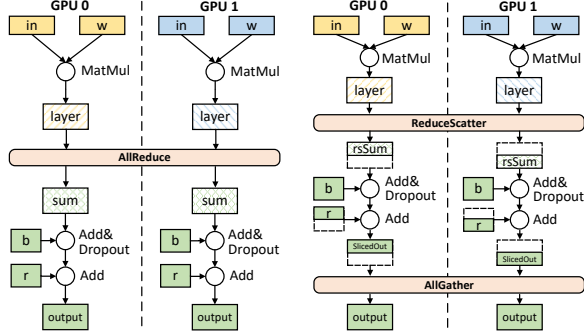 GPU 0
GPU 1
in
w
in
w
MatMul
MatMul
layer
layer
AllReduce
sum
sum
b
Add&
Dropout
b
Add&
Dropout
r
Add
r
Add
output
output
GPU 0
GPU 1
in
w
in
w
MatMul
MatMul
layer
layer
ReduceScatter
rsSum
rsSum
b
Add&
Dropout
b
Add&
Dropout
r
Add
r
Add
SlicedOut
SlicedOut
AllGather
output
output